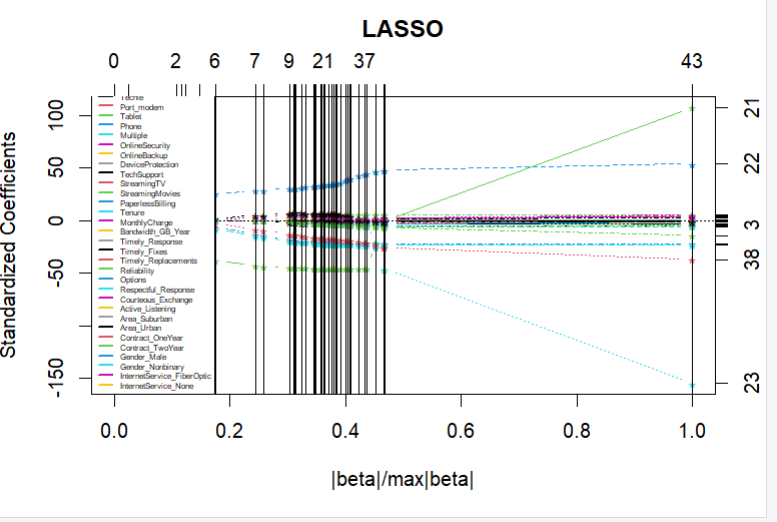 LASSO
0 2 6 7 9 21 37 43
Standardized Coefficients
100
50
0
-50
-150
Techie
Port_modem
Tablet
Phone
Multiple
OnlineSecurity
OnlineBackup
DeviceProtection
TechSupport
StreamingTV
StreamingMovies
PaperlessBilling
Tenure
MonthlyCharge
Bandwidth_GB_Year
Timely_Response
Timely_Fixes
Timely_Replacements
Reliability
Options
Respectful_Response
Courteous_Exchange
Active_Listening
Area_Suburban
Area_Urban
Contract_OneYear
Contract_TwoYear
Gender_Male
Gender_Nonbinary
InternetService_FiberOptic
InternetService_None
21
22
3
38
23
0.0 0.2 0.4 0.6 0.8 1.0
|beta|/max|beta|